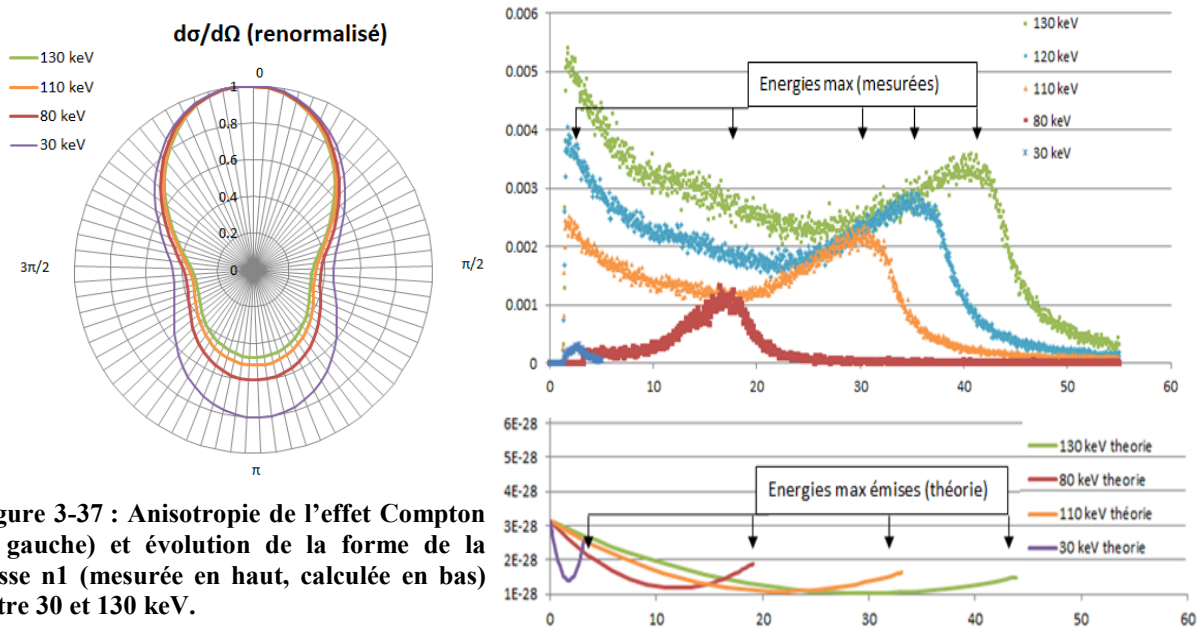 dσ/dΩ (renormalisé)
130 keV
110 keV
80 keV
30 keV
0
1
0.8
0.6
0.4
0.2
0
3π/2
π/2
π
gure 3-37 : Anisotropie de l’effet Compton
gauche) et évolution de la forme de la
sse n1 (mesurée en haut, calculée en bas)
tre 30 et 130 keV.
0.006
0.005
0.004
0.003
0.002
0.001
0
0 10 20 30 40 50 60
Energies max (mesurées)
130 keV
120 keV
110 keV
80 keV
30 keV
6E-28
5E-28
4E-28
3E-28
2E-28
1E-28
0 10 20 30 40 50 60
Energies max émises (théorie)
130 keV theorie
80 keV theorie
110 keV théorie
30 keV theorie